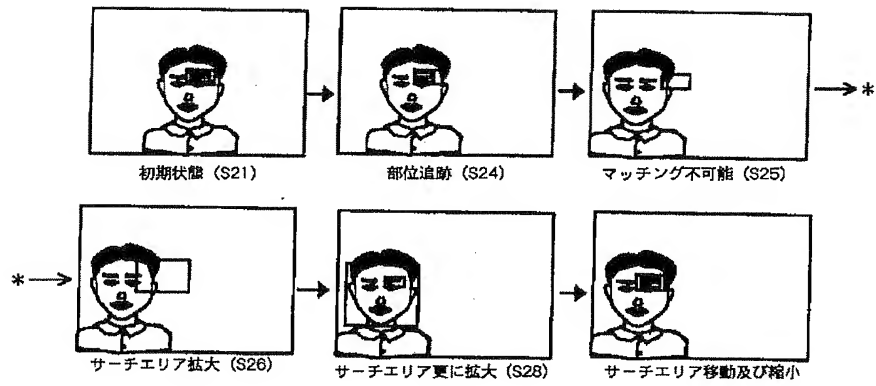 初期状態 (S21)
部位追跡 (S24)
マッチング不可能 (S25)
*
*
サーチエリア拡大 (S26)
サーチエリア更に拡大 (S28)
サーチエリア移動及び縮小